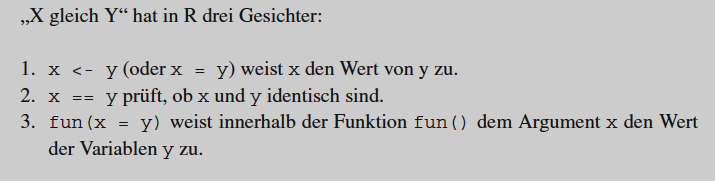 „X gleich Y“ hat in R drei Gesichter:
1. x <- y (oder x = y) weist x den Wert von y zu.
2. x == y prüft, ob x und y identisch sind.
3. fun(x = y) weist innerhalb der Funktion fun() dem Argument x den Wert
der Variablen y zu.